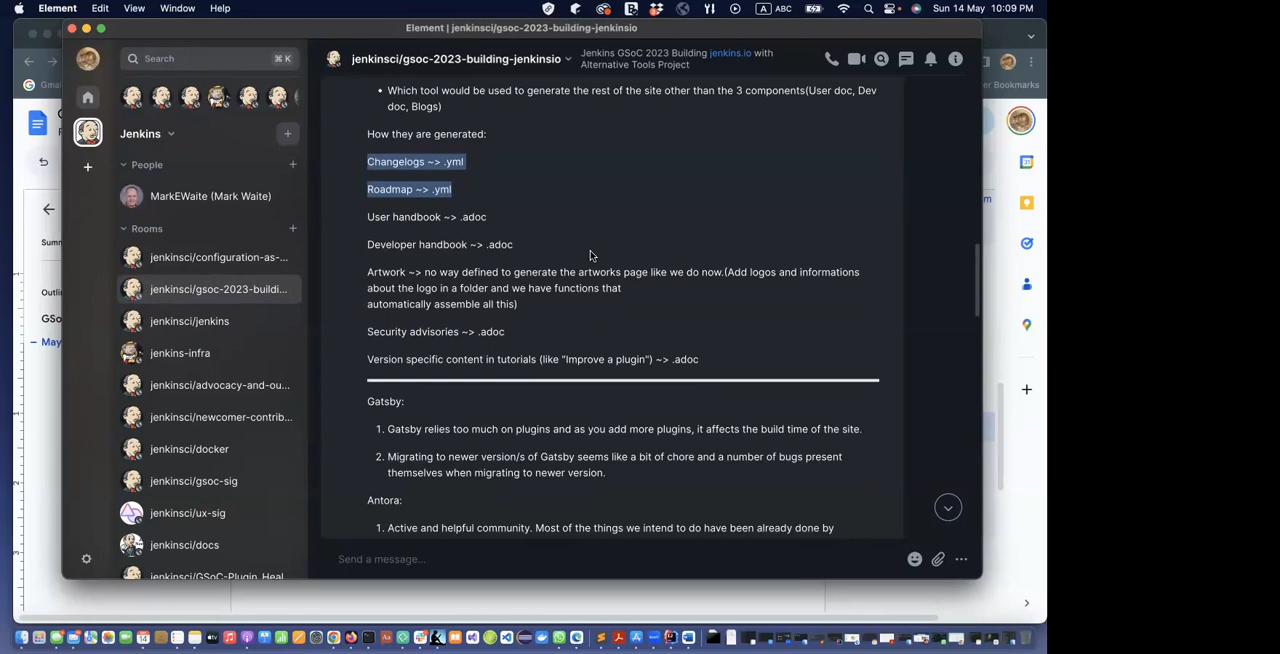 Element Edit View Window Help
ABC
Sun 14 May 10:09 PM
Element | jenkinsci/gsoc-2023-building-jenkinsio
Search
⌘ K
jenkinsci/gsoc-2023-building-jenkinsio
Jenkins GSoC 2023 Building jenkins.io with
Alternative Tools Project
Jenkins
People
MarkEWaite (Mark Waite)
Rooms
jenkinsci/configuration-as-...
jenkinsci/gsoc-2023-buildi...
jenkinsci/jenkins
jenkins-infra
jenkinsci/advocacy-and-ou...
jenkinsci/newcomer-contrib...
jenkinsci/docker
jenkinsci/gsoc-sig
jenkinsci/ux-sig
jenkinsci/docs
jenkinsci/GSoC-Plugin_Heal
• Which tool would be used to generate the rest of the site other than the 3 components(User doc, Dev
doc, Blogs)
How they are generated:
Changelogs ~> .yml
Roadmap ~> .yml
User handbook ~> .adoc
Developer handbook ~> .adoc
Artwork ~> no way defined to generate the artworks page like we do now.(Add logos and informations
about the logo in a folder and we have functions that
automatically assemble all this)
Security advisories ~> .adoc
Version specific content in tutorials (like "Improve a plugin") ~> .adoc
Gatsby:
1. Gatsby relies too much on plugins and as you add more plugins, it affects the build time of the site.
2. Migrating to newer version/s of Gatsby seems like a bit of chore and a number of bugs present
themselves when migrating to newer version.
Antora:
1. Active and helpful community. Most of the things we intend to do have been already done by
Send a message...
Gmai
Summ
Outlin
GSo
May
r Bookmarks